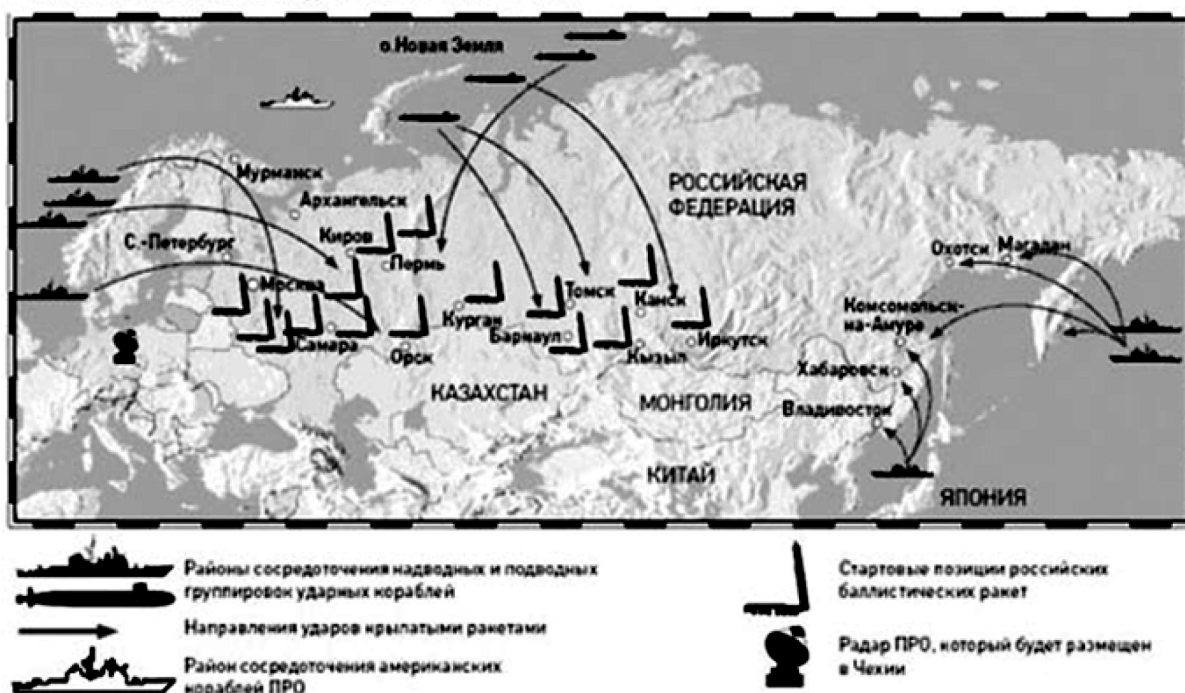 о.Новая Земля
Мурманск
РОССИЙСКАЯ
ФЕДЕРАЦИЯ
Архангельск
С.-Петербург
Киров
Пермь
Охотск
Магадан
Москва
Томск
Канск
Комсомольск-
на-Амуре
Курган
Барнаул
Самара
Орск
Кызыл
Иркутск
Хабаровск
КАЗАХСТАН
МОНГОЛИЯ
Владивосток
КИТАЙ
ЯПОНИЯ
Районы сосредоточения надводных и подводных
группировок ударных кораблей
Направления ударов крылатыми ракетами
Район сосредоточения американских
кораблей ПРО
Стартовые позиции российских
баллистических ракет
Радар ПРО, который будет размещен
в Чехии